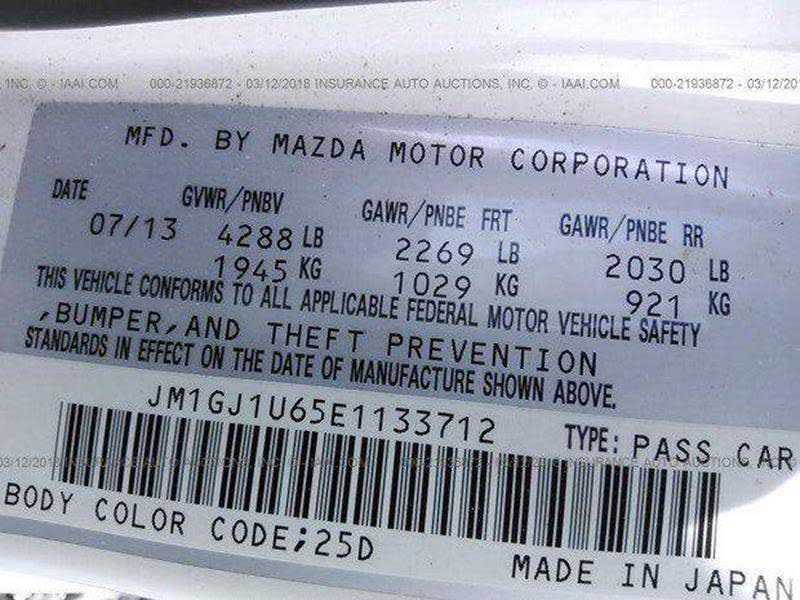 , INC. © - IAAI.COM 000-21936872 - 03/12/2018 INSURANCE AUTO AUCTIONS, INC. © - IAAI.COM 000-21936872 - 03/12/20
MFD. BY MAZDA MOTOR CORPORATION
DATE GVWR/PNBV GAWR/PNBE FRT GAWR/PNBE RR
07/13 4288 LB 2269 LB 2030 LB
1945 KG 1029 KG 921 KG
THIS VEHICLE CONFORMS TO ALL APPLICABLE FEDERAL MOTOR VEHICLE SAFETY
,BUMPER,AND THEFT PREVENTION
STANDARDS IN EFFECT ON THE DATE OF MANUFACTURE SHOWN ABOVE.
JM1GJ1U65E1133712 TYPE: PASS CAR
BODY COLOR CODE;25D
MADE IN JAPAN